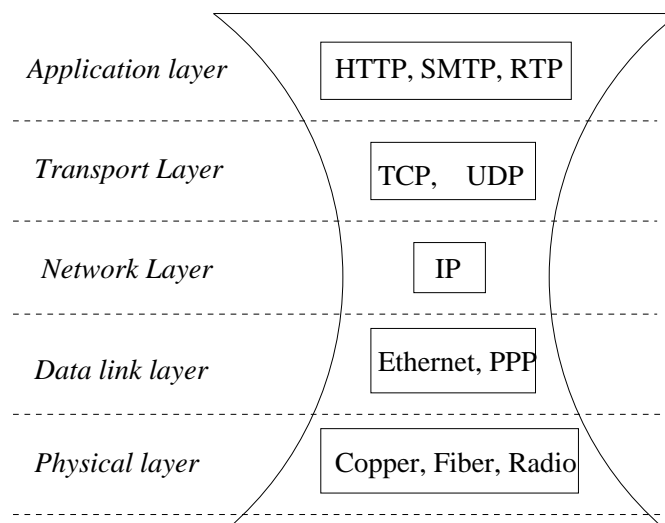 Application layer
HTTP, SMTP, RTP
Transport Layer
TCP, UDP
Network Layer
IP
Data link layer
Ethernet, PPP
Physical layer
Copper, Fiber, Radio